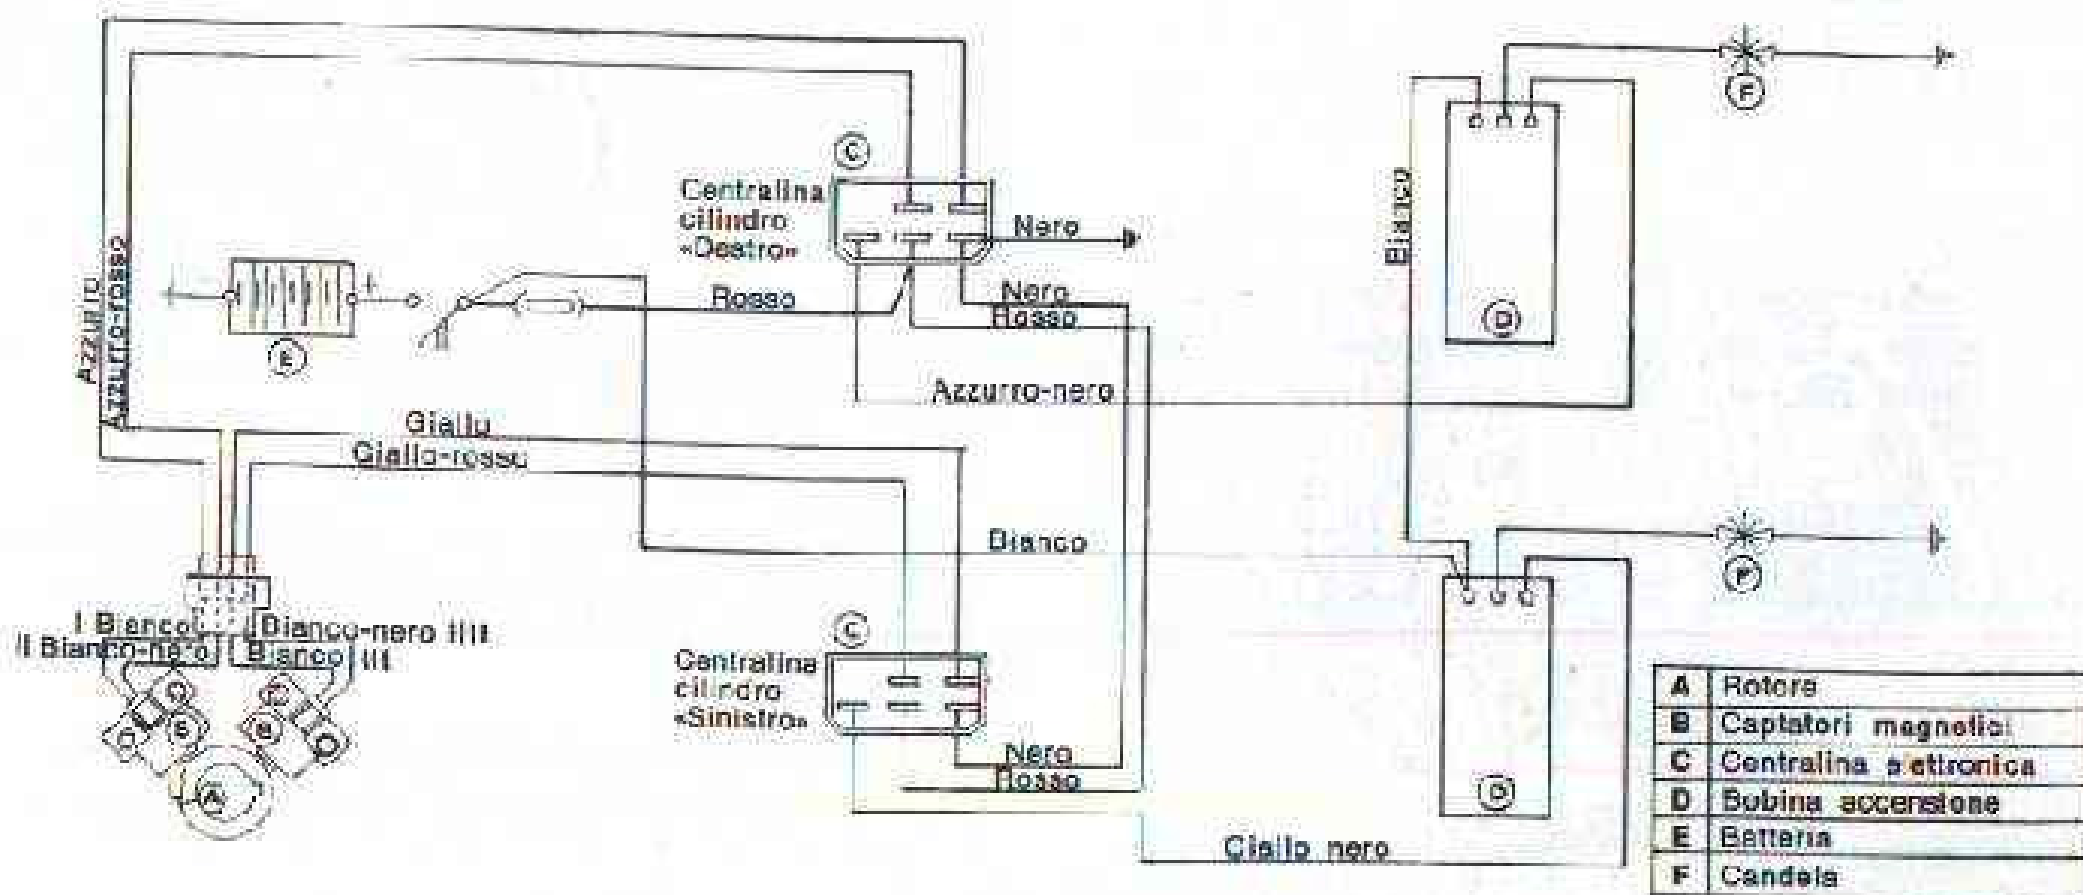 C
Centralina
cilindro
«Destro»
Nero
Bianco
F
D
Azzurro
Azzurro-rosso
E
Rosso
Nero
Rosso
Azzurro-nero
Giallo
Giallo-rosso
Bianco
F
I Bianco
Bianco-nero IIII
II Bianco-nero
Bianco III
B
B
A
C
Centralina
cilindro
«Sinistro»
Nero
Rosso
D
Giallo nero
A Rotore
B Captatori magnetici
C Centralina elettronica
D Bobina accensione
E Batteria
F Candela